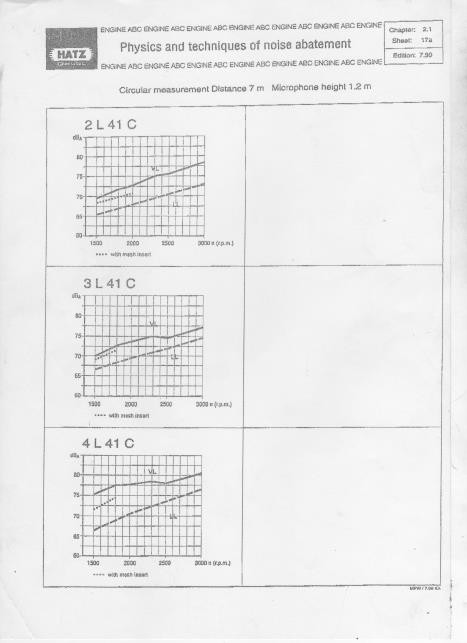 ENGINE ABC ENGINE ABC ENGINE ABC ENGINE ABC ENGINE ABC ENGINE ABC ENGINE
HATZ
Physics and techniques of noise abatement
ENGINE ABC ENGINE ABC ENGINE ABC ENGINE ABC ENGINE ABC ENGINE ABC ENGINE
Chapter: 2.1
Sheet: 17a
Edition: 7.90
Circular measurement Distance 7 m Microphone height 1.2 m
2 L 41 C
dBA
80
75
70
65
60
VL
LL
1500 2000 2500 3000 n (r.p.m.)
•••• with mesh insert
3 L 41 C
dBA
80
75
70
65
60
VL
LL
1500 2000 2500 3000 n (r.p.m.)
•••• with mesh insert
4 L 41 C
dBA
80
75
70
65
60
VL
LL
1500 2000 2500 3000 n (r.p.m.)
•••• with mesh insert